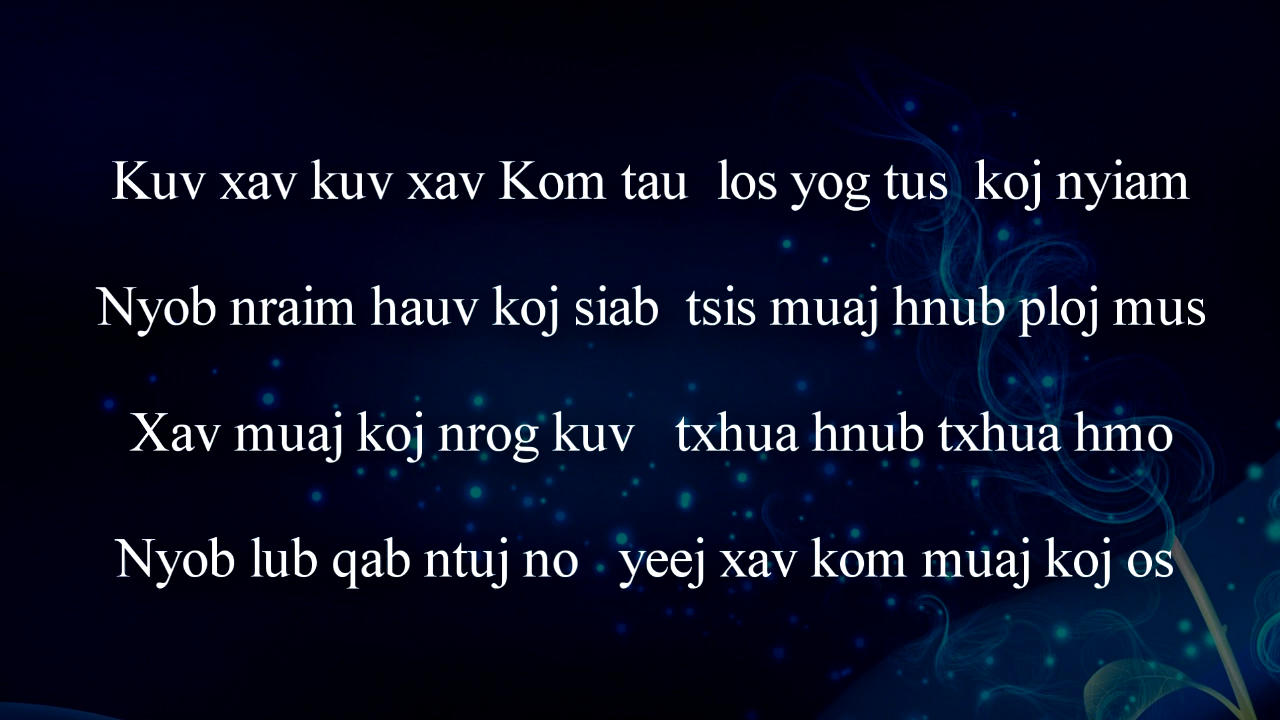 Kuv xav kuv xav Kom tau los yog tus koj nyiam
Nyob nraim hauv koj siab tsis muaj hnub ploj mus
Xav muaj koj nrog kuv txhua hnub txhua hmo
Nyob lub qab ntuj no yeej xav kom muaj koj os